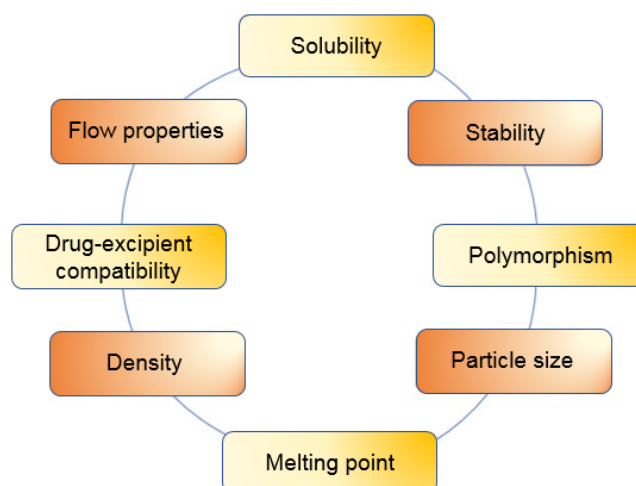 Solubility
Flow properties
Stability
Drug-excipient
compatibility
Polymorphism
Density
Particle size
Melting point